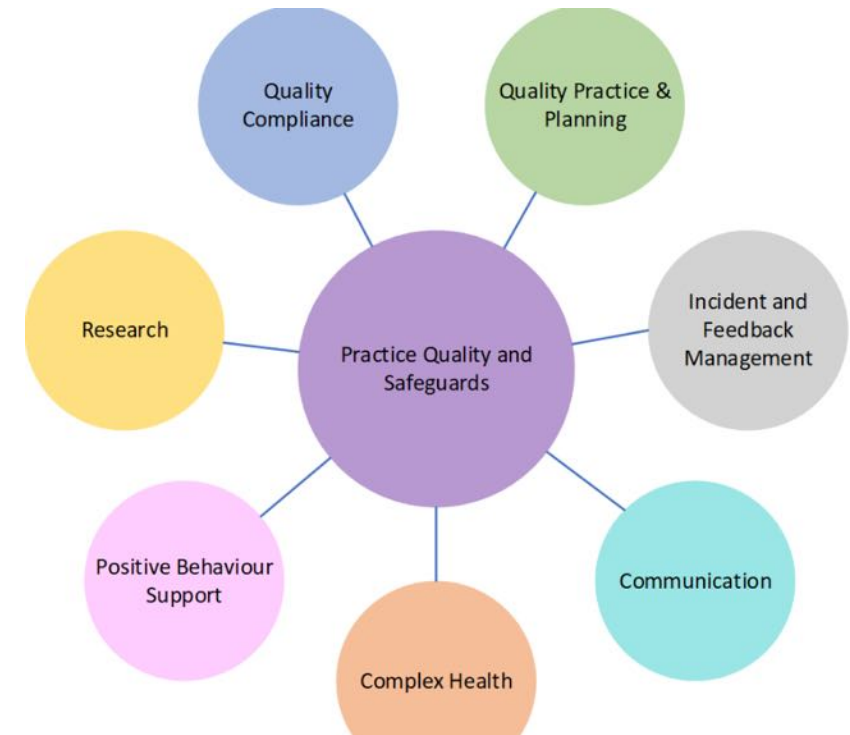 Quality
Compliance
Quality Practice &
Planning
Research
Incident and
Feedback
Management
Practice Quality and
Safeguards
Positive Behaviour
Support
Communication
Complex Health